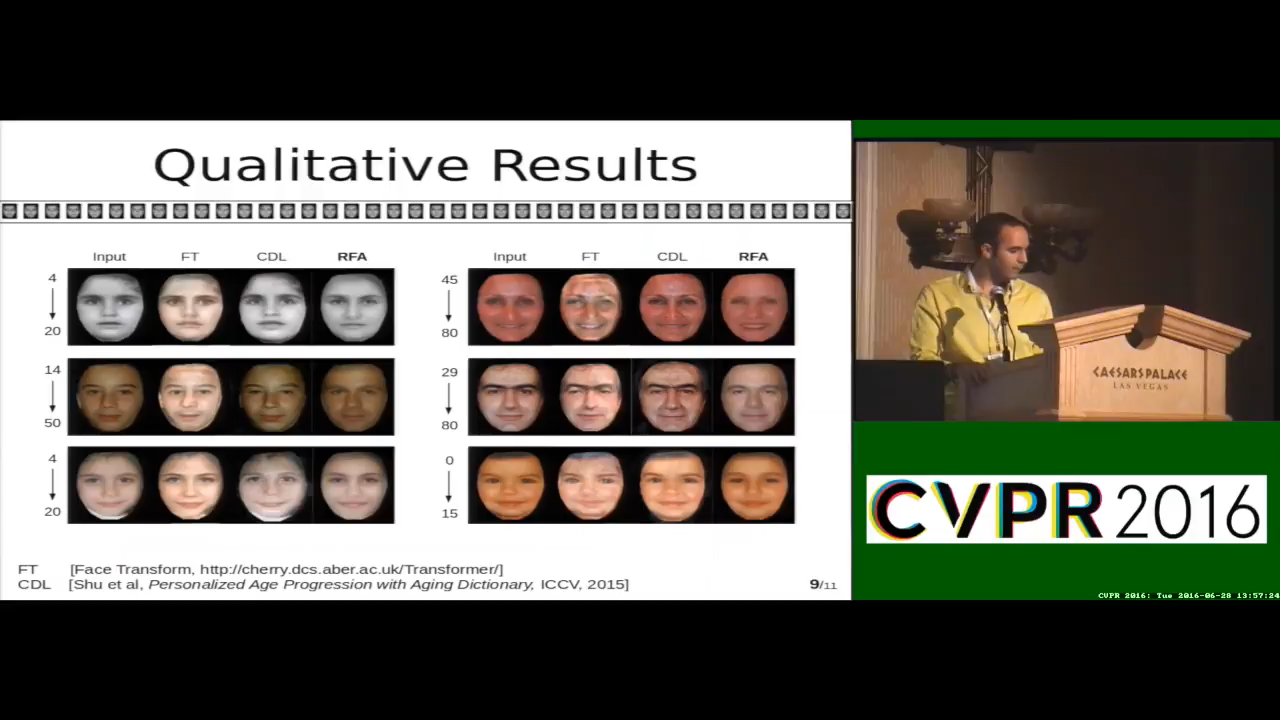 Qualitative Results
Input FT CDL RFA
4
20
14
50
4
20
Input FT CDL RFA
45
80
29
80
0
15
FT [Face Transform, http://cherry.dcs.aber.ac.uk/Transformer/]
CDL [Shu et al, Personalized Age Progression with Aging Dictionary, ICCV, 2015]
9/11
CAESARS PALACE
LAS VEGAS
CVPR 2016
CVPR 2016: Tue 2016-06-28 13:57:24